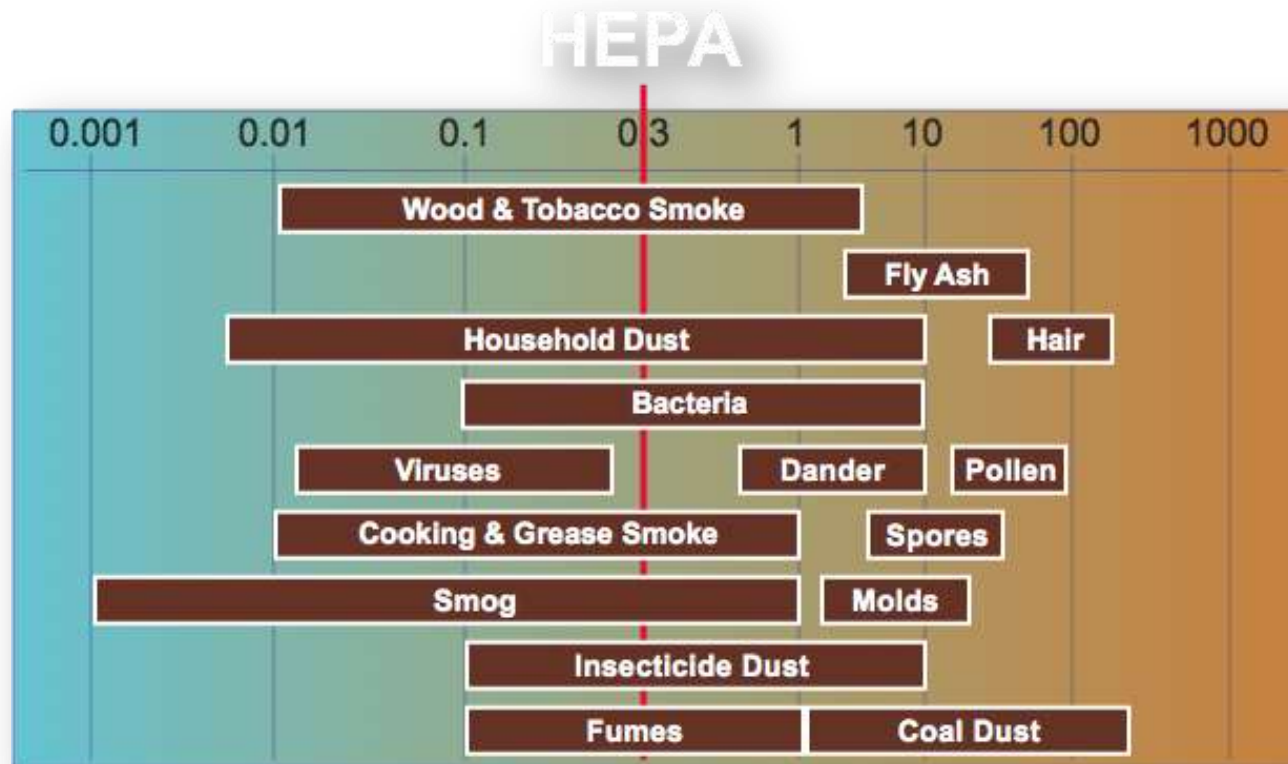 HEPA
0.001 0.01 0.1 0.3 1 10 100 1000
Wood & Tobacco Smoke
Fly Ash
Household Dust Hair
Bacteria
Viruses Dander Pollen
Cooking & Grease Smoke Spores
Smog Molds
Insecticide Dust
Fumes Coal Dust